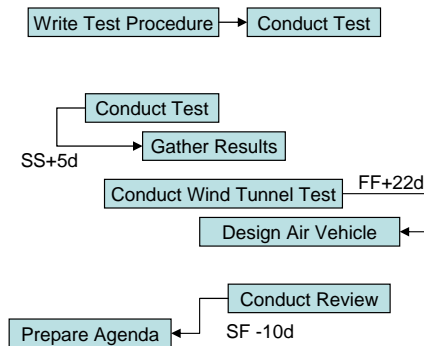 Write Test Procedure
Conduct Test
Conduct Test
Gather Results
SS+5d
Conduct Wind Tunnel Test
FF+22d
Design Air Vehicle
Conduct Review
Prepare Agenda
SF -10d